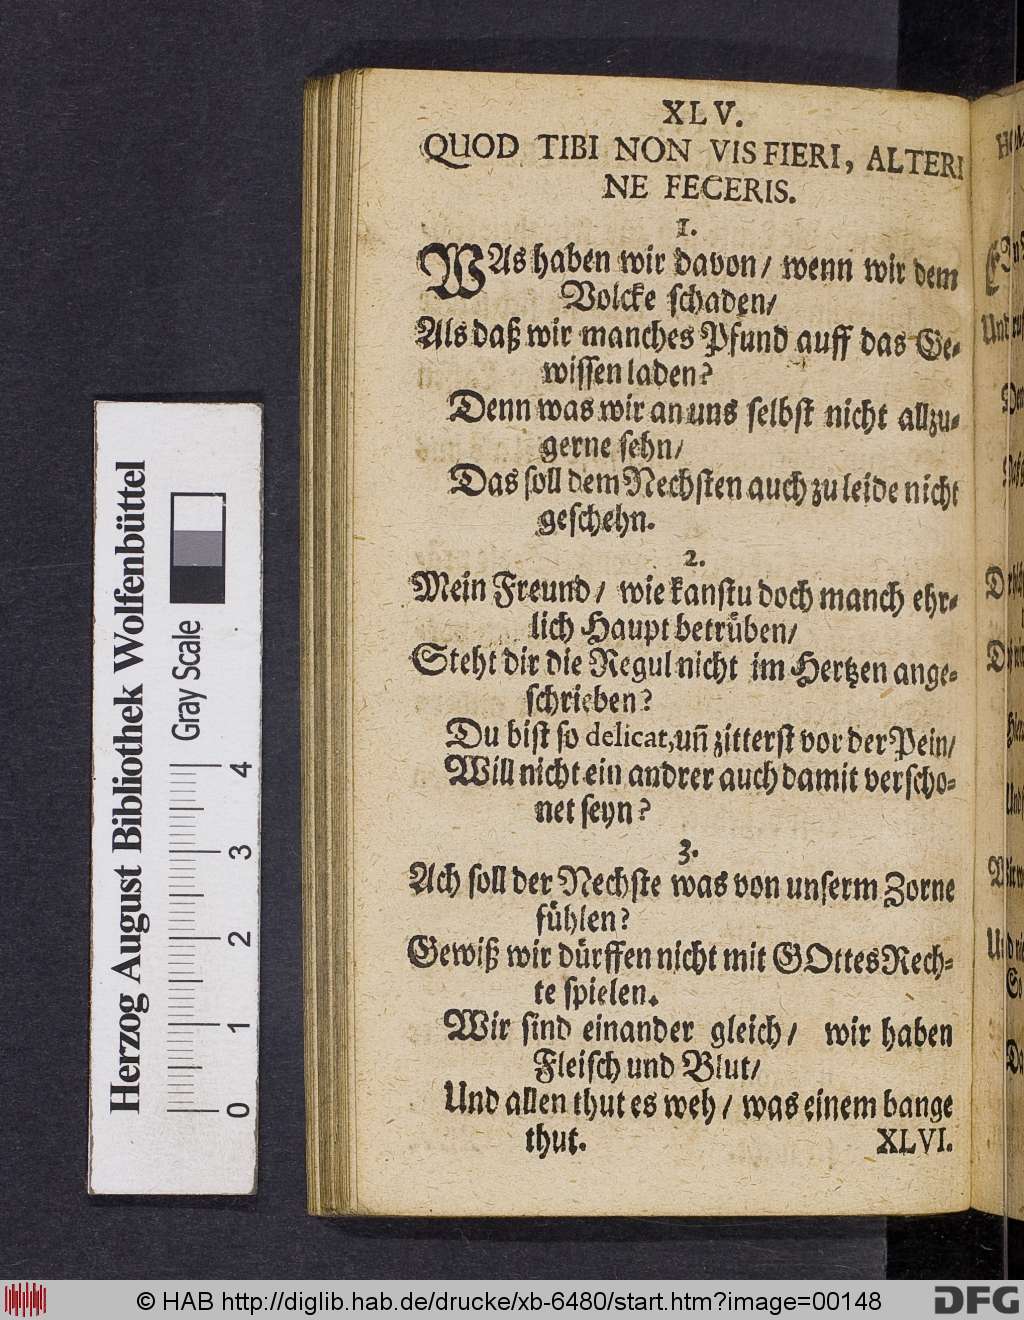 XLV.
QUOD TIBI NON VIS FIERI, ALTERI
NE FECERIS.
1.
WAs haben wir davon/ wenn wir dem
Volcke schaden/
Als daß wir manches Pfund auff das Ge-
wissen laden?
Denn was wir an uns selbst nicht allzu-
gerne sehn/
Das soll dem Nechsten auch zu leide nicht
geschehn.
2.
Mein Freund/ wie kanstu doch manch ehr-
lich Haupt betrüben/
Steht dir die Regul nicht im Hertzen ange-
schrieben?
Du bist so delicat, uñ zitterst vor der Pein/
Will nicht ein andrer auch damit verscho-
net seyn?
3.
Ach soll der Nechste was von unserm Zorne
fühlen?
Gewiß wir dürffen nicht mit GOttes Rech-
te spielen.
Wir sind einander gleich/ wir haben
Fleisch und Blut/
Und allen thut es weh/ was einem bange
thut.
XLVI.
Herzog August Bibliothek Wolfenbüttel
Gray Scale
0 1 2 3 4
© HAB http://diglib.hab.de/drucke/xb-6480/start.htm?image=00148
DFG